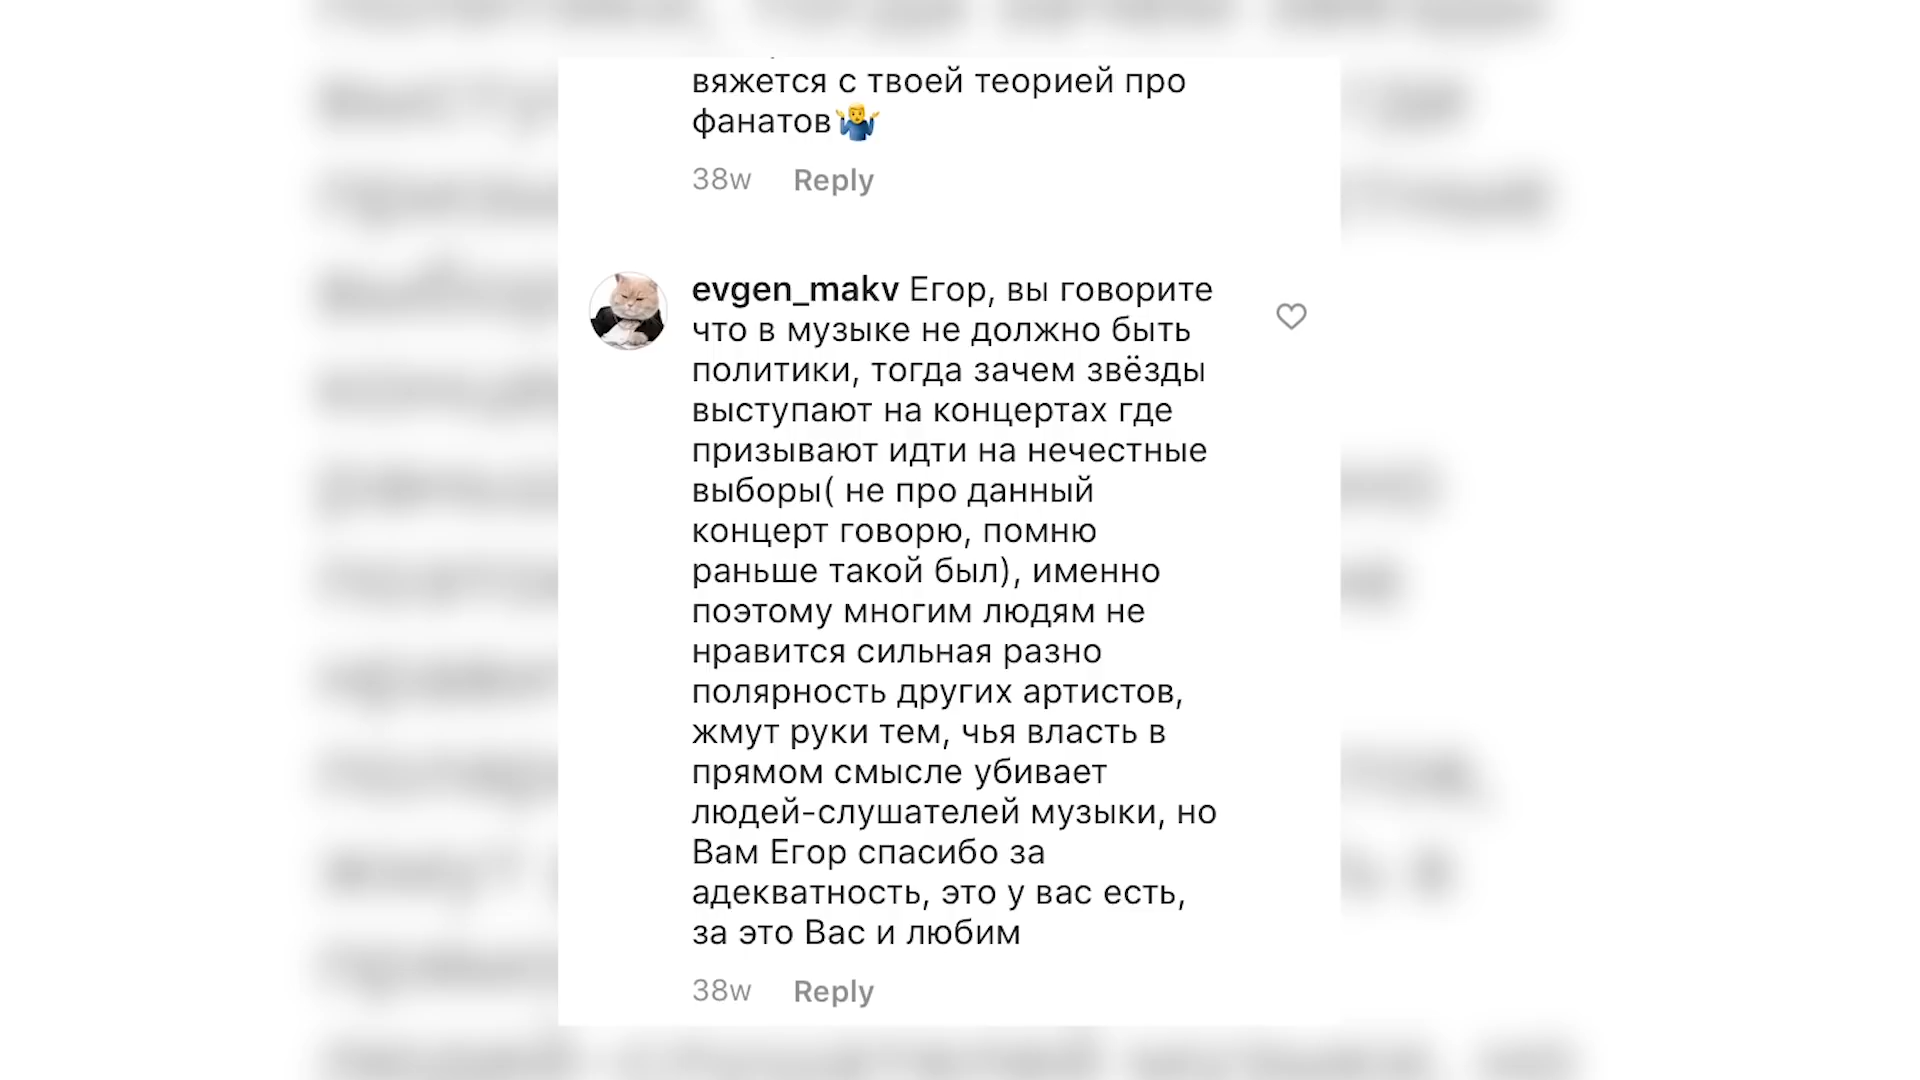 вяжется с твоей теорией про
фанатов🤷‍♂️
38w Reply
evgen_makv Егор, вы говорите
что в музыке не должно быть
политики, тогда зачем звёзды
выступают на концертах где
призывают идти на нечестные
выборы( не про данный
концерт говорю, помню
раньше такой был), именно
поэтому многим людям не
нравится сильная разно
полярность других артистов,
жмут руки тем, чья власть в
прямом смысле убивает
людей-слушателей музыки, но
Вам Егор спасибо за
адекватность, это у вас есть,
за это Вас и любим
38w Reply